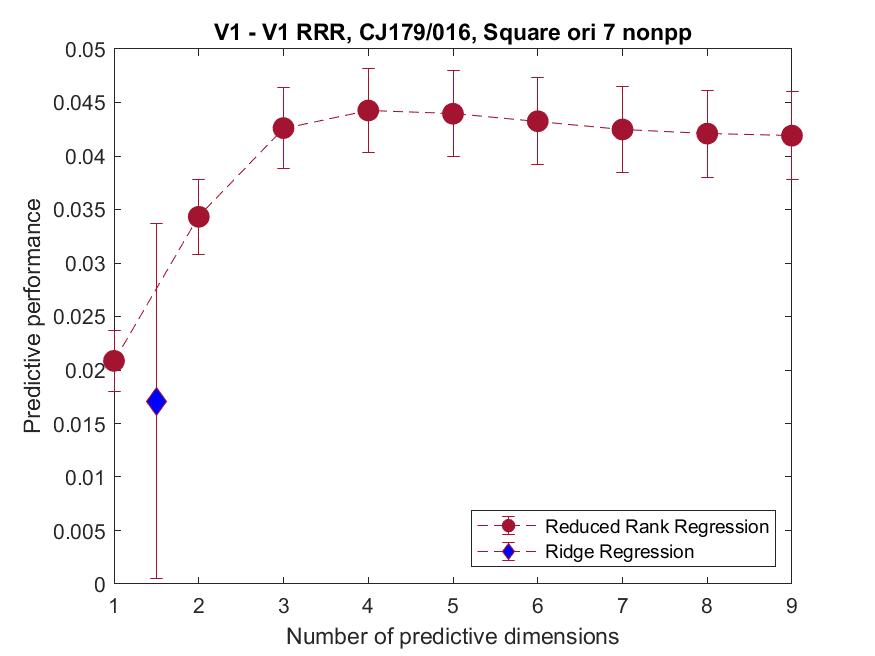 V1 - V1 RRR, CJ179/016, Square ori 7 nonpp
0.05
0.045
0.04
0.035
0.03
0.025
0.02
0.015
0.01
0.005
0
Predictive performance
1 2 3 4 5 6 7 8 9
Number of predictive dimensions
Reduced Rank Regression
Ridge Regression